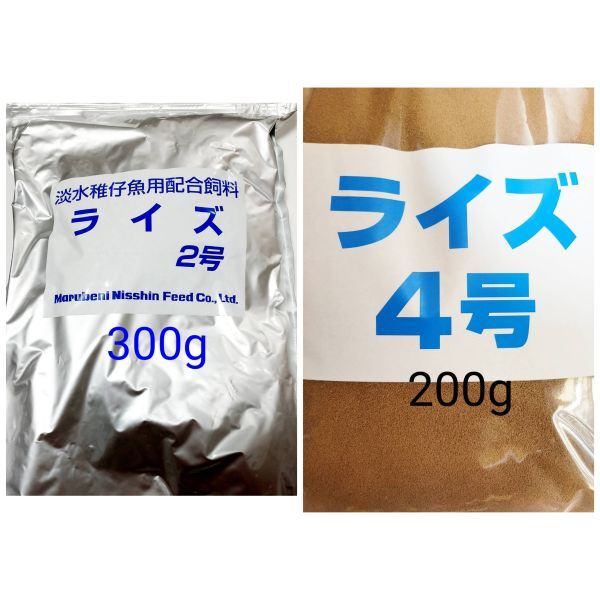 淡水稚仔魚用配合飼料
ライズ
2号
Marubeni Nisshin Feed Co., Ltd.
300g
ライズ
4号
200g